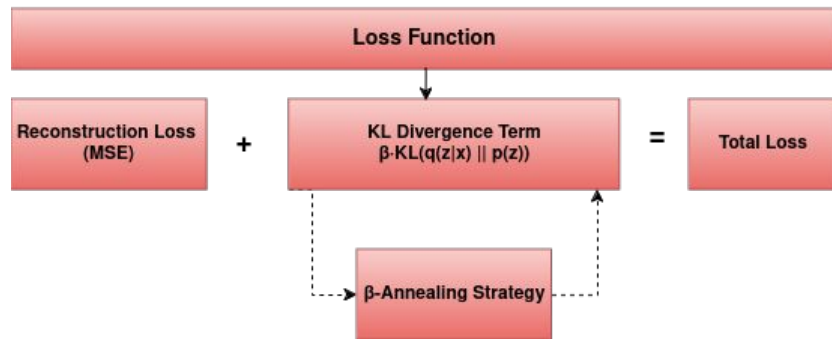 Loss Function
Reconstruction Loss
(MSE)
+
KL Divergence Term
β·KL(q(z|x) || p(z))
=
Total Loss
β-Annealing Strategy